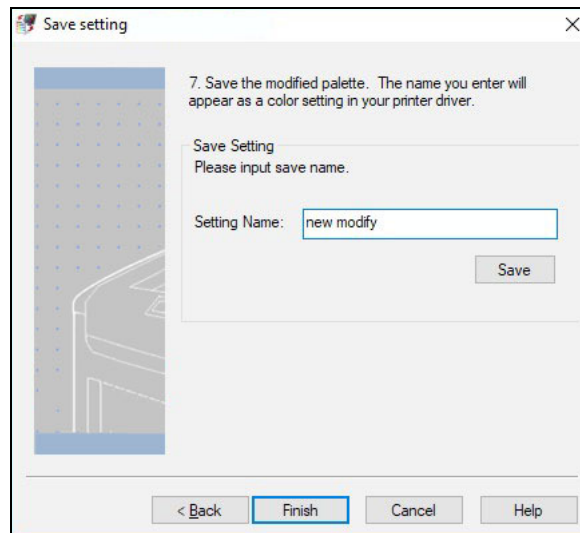 Save setting
7. Save the modified palette. The name you enter will
appear as a color setting in your printer driver.
Save Setting
Please input save name.
Setting Name: new modify
Save
< Back Finish Cancel Help